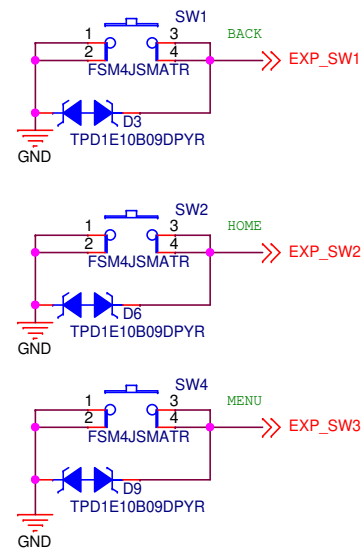 SW1
1 3 BACK
2 4 EXP_SW1
FSM4JSMATR
D3
TPD1E10B09DPYR
GND
SW2
1 3 HOME
2 4 EXP_SW2
FSM4JSMATR
D6
TPD1E10B09DPYR
GND
SW4
1 3 MENU
2 4 EXP_SW3
FSM4JSMATR
D9
TPD1E10B09DPYR
GND